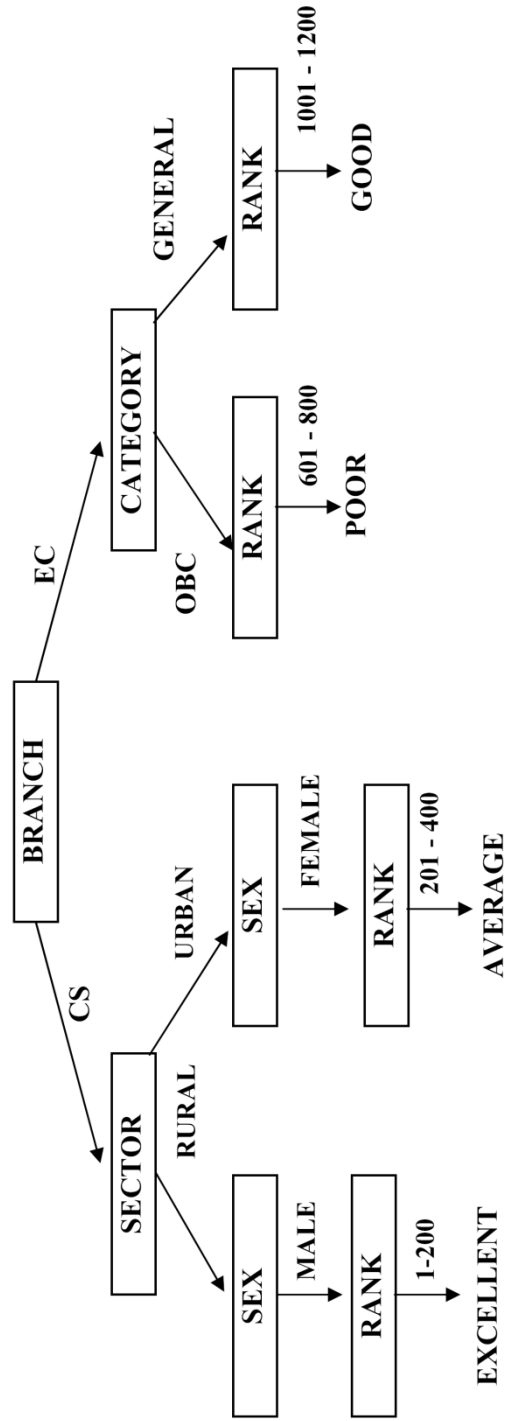 BRANCH
CS
EC
SECTOR
CATEGORY
RURAL
URBAN
OBC
GENERAL
SEX
SEX
RANK
RANK
MALE
FEMALE
601 - 800
1001 - 1200
RANK
RANK
POOR
GOOD
1-200
201 - 400
EXCELLENT
AVERAGE